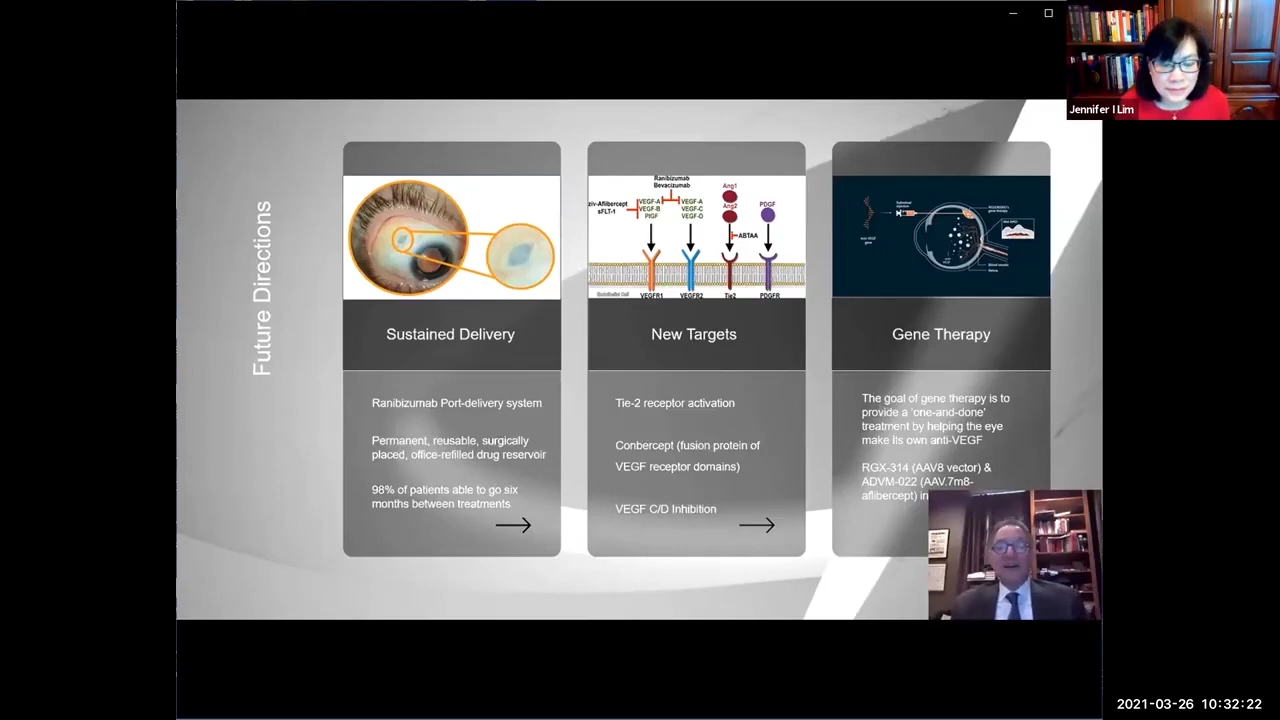 Jennifer I Lim
Future Directions
Sustained Delivery
Ranibizumab Port-delivery system
Permanent, reusable, surgically
placed, office-refilled drug reservoir
98% of patients able to go six
months between treatments
Ranibizumab
Bevacizumab
ziv-Aflibercept
sFLT-1
VEGF-A
VEGF-B
PlGF
VEGF-A
VEGF-C
VEGF-D
Ang1
Ang2
PDGF
ABTAA
Endothelial Cell
VEGFR1
VEGFR2
Tie2
PDGFR
New Targets
Tie-2 receptor activation
Conbercept (fusion protein of
VEGF receptor domains)
VEGF C/D Inhibition
Gene Therapy
The goal of gene therapy is to
provide a 'one-and-done'
treatment by helping the eye
make its own anti-VEGF
RGX-314 (AAV8 vector) &
ADVM-022 (AAV.7m8-
aflibercept) in
2021-03-26 10:32:22